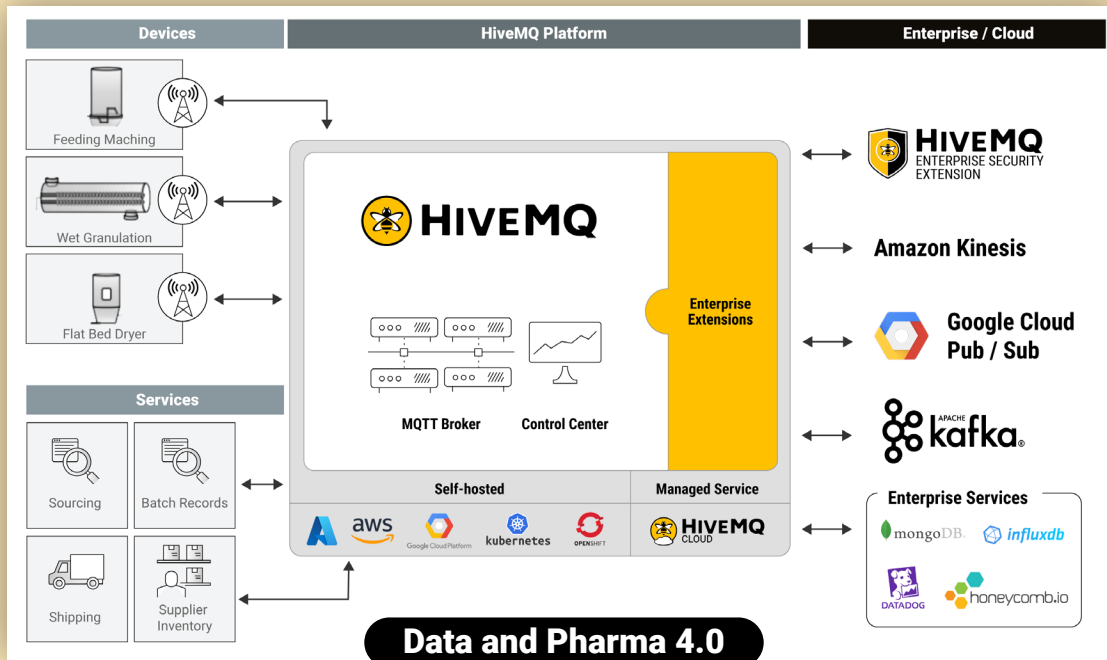 Devices
HiveMQ Platform
Enterprise / Cloud
Feeding Maching
Wet Granulation
Flat Bed Dryer
Services
Sourcing
Batch Records
Shipping
Supplier
Inventory
HIVEMQ
MQTT Broker
Control Center
Enterprise
Extensions
Self-hosted
Managed Service
aws
Google Cloud Platform
kubernetes
OPENSHIFT
HIVEMQ
CLOUD
HIVEMQ
ENTERPRISE SECURITY
EXTENSION
Amazon Kinesis
Google Cloud
Pub / Sub
APACHE
kafka®
Enterprise Services
mongoDB.
influxdb
DATADOG
honeycomb.io
Data and Pharma 4.0